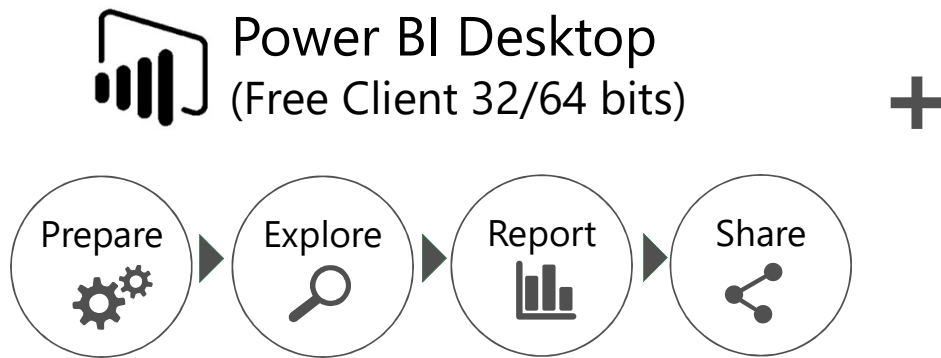 Power BI Desktop
(Free Client 32/64 bits)
+
Prepare
Explore
Report
Share